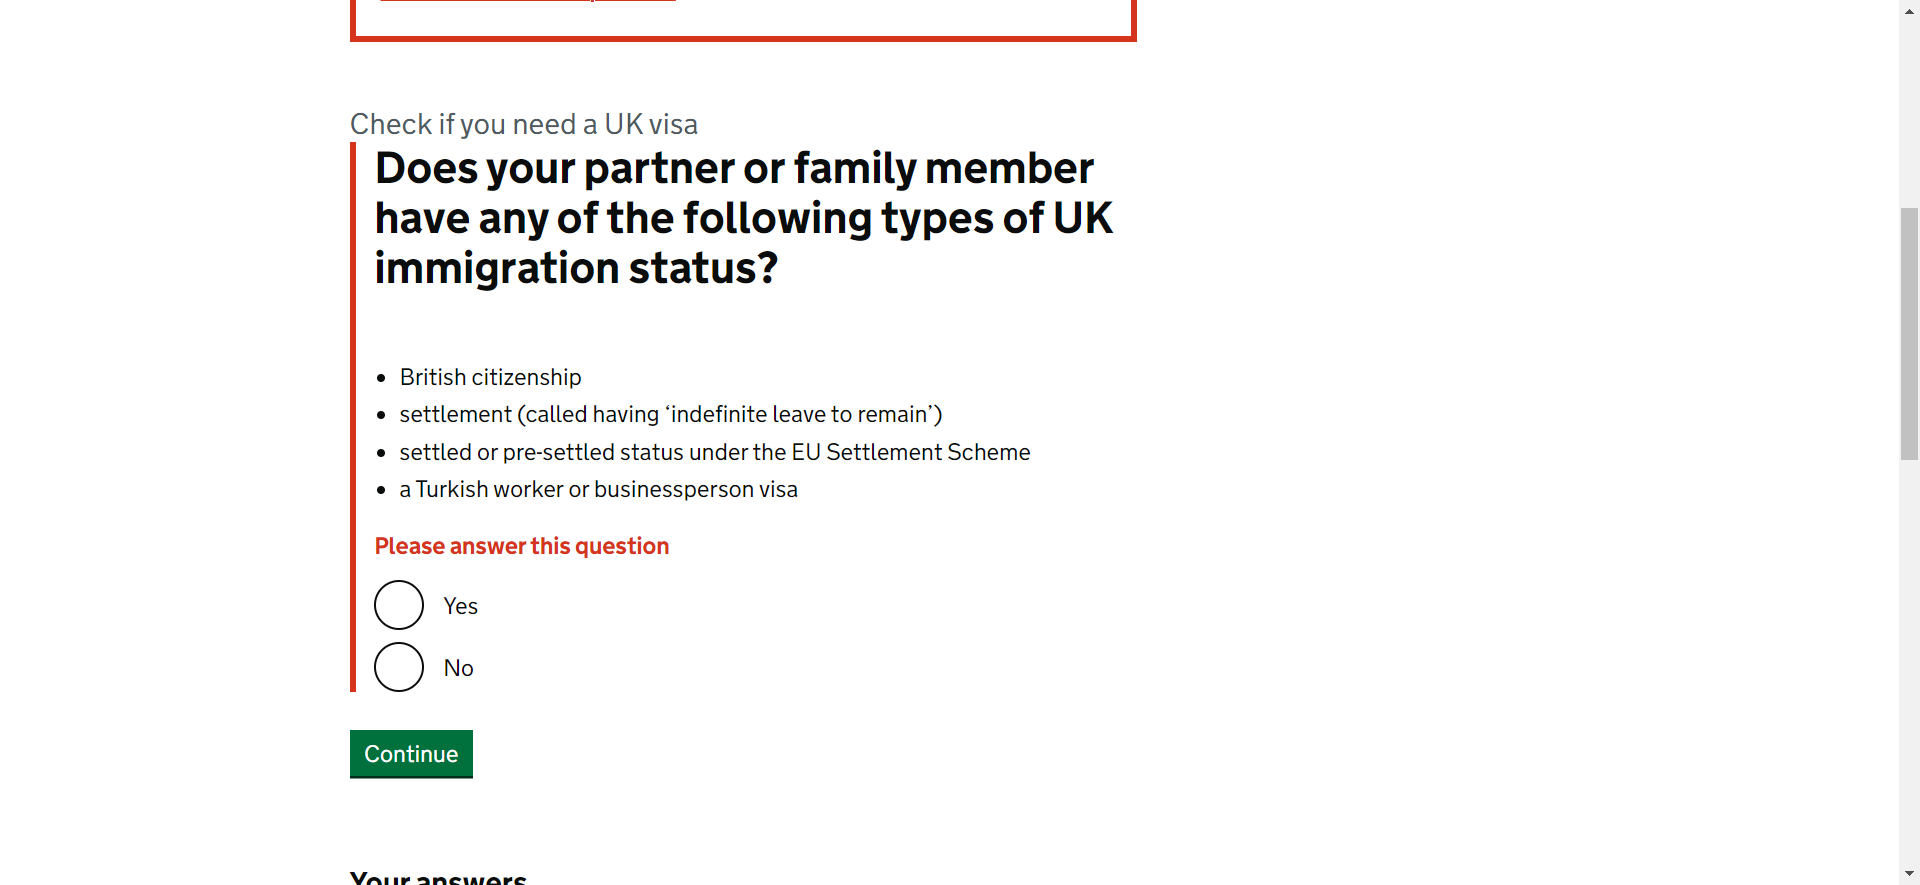 Check if you need a UK visa
Does your partner or family member
have any of the following types of UK
immigration status?
British citizenship
settlement (called having ‘indefinite leave to remain’)
settled or pre-settled status under the EU Settlement Scheme
a Turkish worker or businessperson visa
Please answer this question
Yes
No
Continue
Your answers